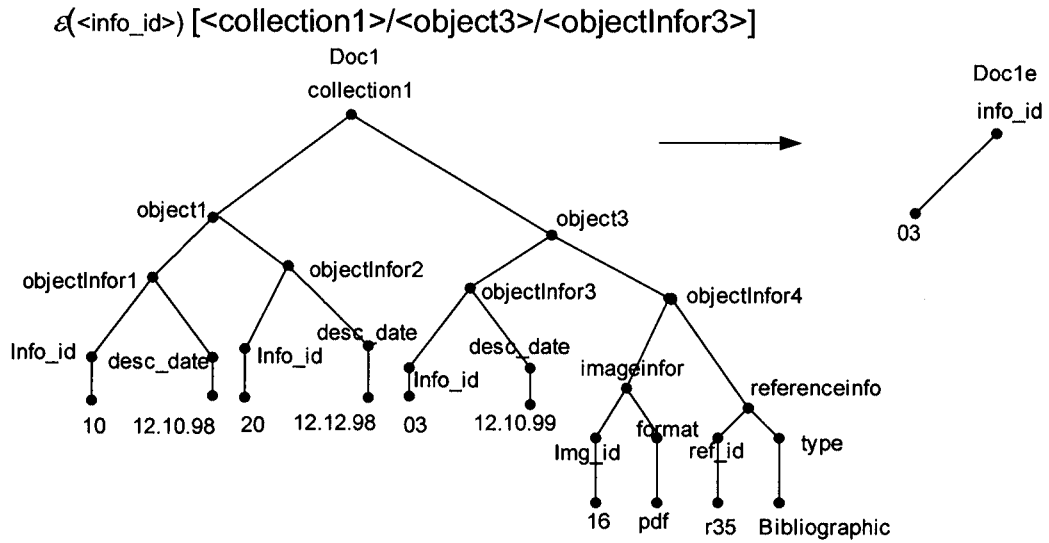 ℰ(<info_id>) [<collection1>/<object3>/<objectInfor3>]
Doc1
collection1
Doc1e
info_id
03
object1
object3
objectInfor1
objectInfor2
objectInfor3
objectInfor4
Info_id
desc_date
Info_id
desc_date
Info_id
desc_date
imageinfor
referenceinfo
10
12.10.98
20
12.12.98
03
12.10.99
Img_id
format
ref_id
type
16
pdf
r35
Bibliographic